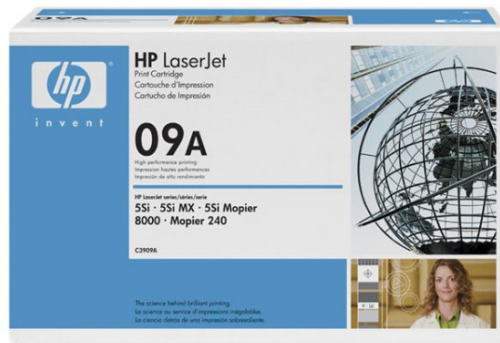 09A
hp
invent
HP LaserJet
Print Cartridge
Cartouche d'Impression
Cartucho de Impresión
09A
High performance printing
Impression hautes performances
Impresión de alto rendimiento
HP LaserJet series/séries/serie
5Si · 5Si MX · 5Si Mopier
8000 · Mopier 240
C3909A
The science behind brilliant printing.
La science au service d'impressions inégalables.
La ciencia detrás de una impresión sobresaliente.